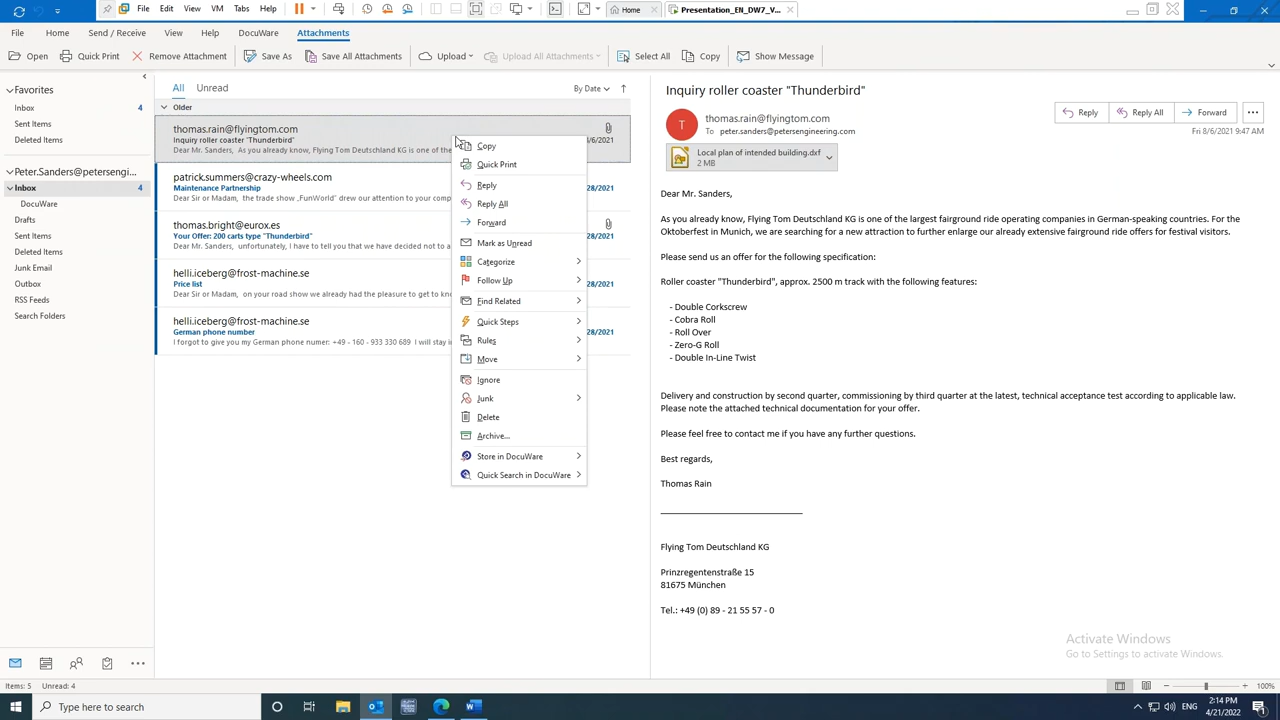 File Edit View VM Tabs Help
Home
Presentation_EN_DW7_V...
File Home Send / Receive View Help DocuWare Attachments
Open Quick Print Remove Attachment Save As Save All Attachments Upload Upload All Attachments Select All Copy Show Message
Favorites
Inbox 4
Sent Items
Deleted Items
Peter.Sanders@petersengi...
Inbox 4
DocuWare
Drafts
Sent Items
Deleted Items
Junk Email
Outbox
RSS Feeds
Search Folders
All Unread
By Date
Older
thomas.rain@flyingtom.com
Inquiry roller coaster "Thunderbird"
/6/2021
Dear Mr. Sanders, As you already know, Flying Tom Deutschland KG is one of the
patrick.summers@crazy-wheels.com
Maintenance Partnership
28/2021
Dear Sir or Madam, the trade show „FunWorld" drew our attention to your comp
thomas.bright@eurox.es
Your Offer: 200 carts type "Thunderbird"
28/2021
Dear Mr. Sanders, unfortunately, I have to tell you that we have decided not to a
helli.iceberg@frost-machine.se
Price list
28/2021
Dear Sir or Madam, on your road show we already had the pleasure to get to kno
helli.iceberg@frost-machine.se
German phone number
28/2021
I forgot to give you my German phone numer: +49 - 160 - 933 330 689 I will stay i
Copy
Quick Print
Reply
Reply All
Forward
Mark as Unread
Categorize
Follow Up
Find Related
Quick Steps
Rules
Move
Ignore
Junk
Delete
Archive...
Store in DocuWare
Quick Search in DocuWare
Inquiry roller coaster "Thunderbird"
T
thomas.rain@flyingtom.com
To peter.sanders@petersengineering.com
Reply Reply All Forward
Fri 8/6/2021 9:47 AM
Local plan of intended building.dxf
2 MB
Dear Mr. Sanders,
As you already know, Flying Tom Deutschland KG is one of the largest fairground ride operating companies in German-speaking countries. For the
Oktoberfest in Munich, we are searching for a new attraction to further enlarge our already extensive fairground ride offers for festival visitors.
Please send us an offer for the following specification:
Roller coaster "Thunderbird", approx. 2500 m track with the following features:
- Double Corkscrew
- Cobra Roll
- Roll Over
- Zero-G Roll
- Double In-Line Twist
Delivery and construction by second quarter, commissioning by third quarter at the latest, technical acceptance test according to applicable law.
Please note the attached technical documentation for your offer.
Please feel free to contact me if you have any further questions.
Best regards,
Thomas Rain
Flying Tom Deutschland KG
Prinzregentenstraße 15
81675 München
Tel.: +49 (0) 89 - 21 55 57 - 0
Activate Windows
Go to Settings to activate Windows.
Items: 5 Unread: 4
100%
Type here to search
2:14 PM
4/21/2022